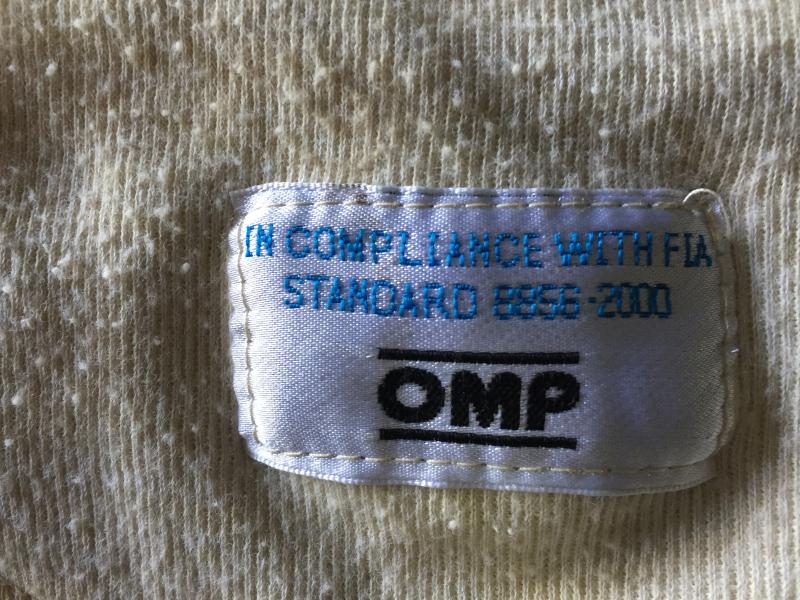 IN COMPLIANCE WITH FIA
STANDARD 8856-2000
OMP